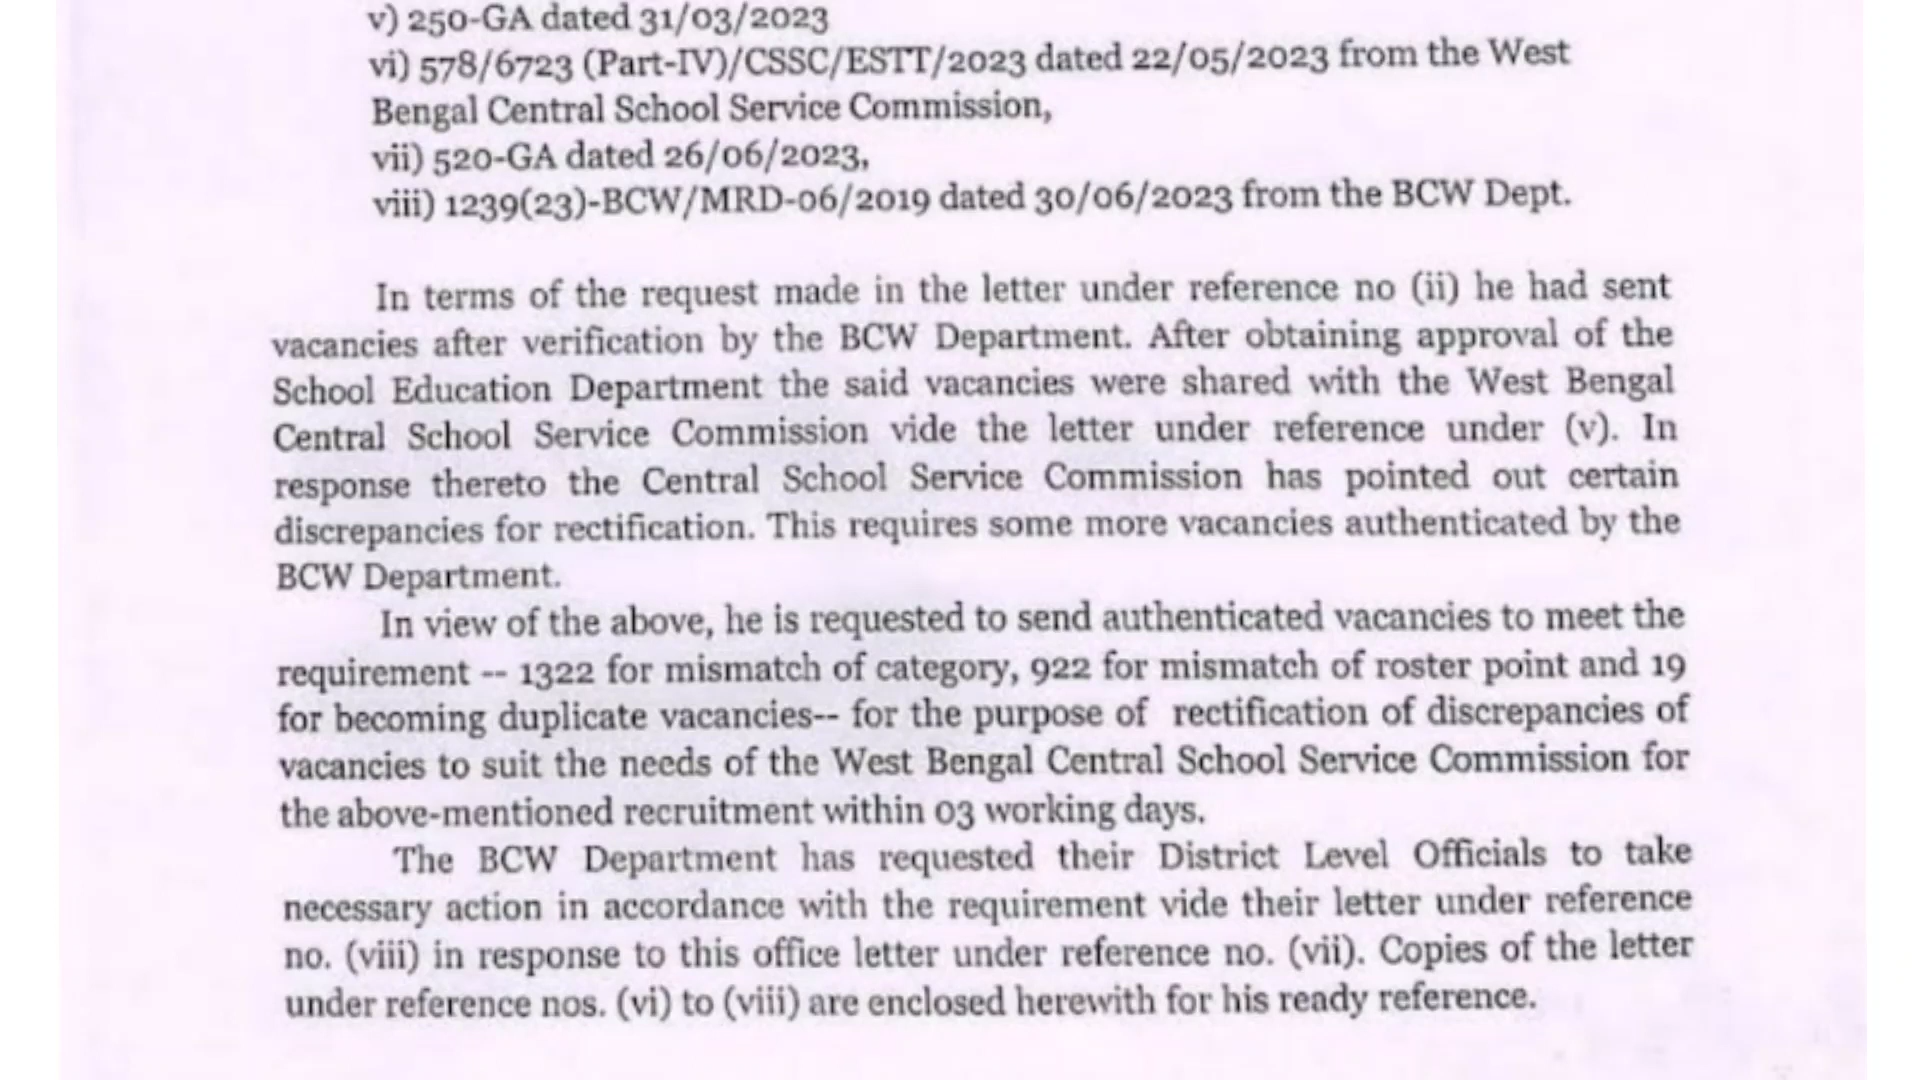 v) 250-GA dated 31/03/2023
vi) 578/6723 (Part-IV)/CSSC/ESTT/2023 dated 22/05/2023 from the West
Bengal Central School Service Commission,
vii) 520-GA dated 26/06/2023,
viii) 1239(23)-BCW/MRD-06/2019 dated 30/06/2023 from the BCW Dept.
In terms of the request made in the letter under reference no (ii) he had sent
vacancies after verification by the BCW Department. After obtaining approval of the
School Education Department the said vacancies were shared with the West Bengal
Central School Service Commission vide the letter under reference under (v). In
response thereto the Central School Service Commission has pointed out certain
discrepancies for rectification. This requires some more vacancies authenticated by the
BCW Department.
In view of the above, he is requested to send authenticated vacancies to meet the
requirement -- 1322 for mismatch of category, 922 for mismatch of roster point and 19
for becoming duplicate vacancies-- for the purpose of rectification of discrepancies of
vacancies to suit the needs of the West Bengal Central School Service Commission for
the above-mentioned recruitment within 03 working days.
The BCW Department has requested their District Level Officials to take
necessary action in accordance with the requirement vide their letter under reference
no. (viii) in response to this office letter under reference no. (vii). Copies of the letter
under reference nos. (vi) to (viii) are enclosed herewith for his ready reference.